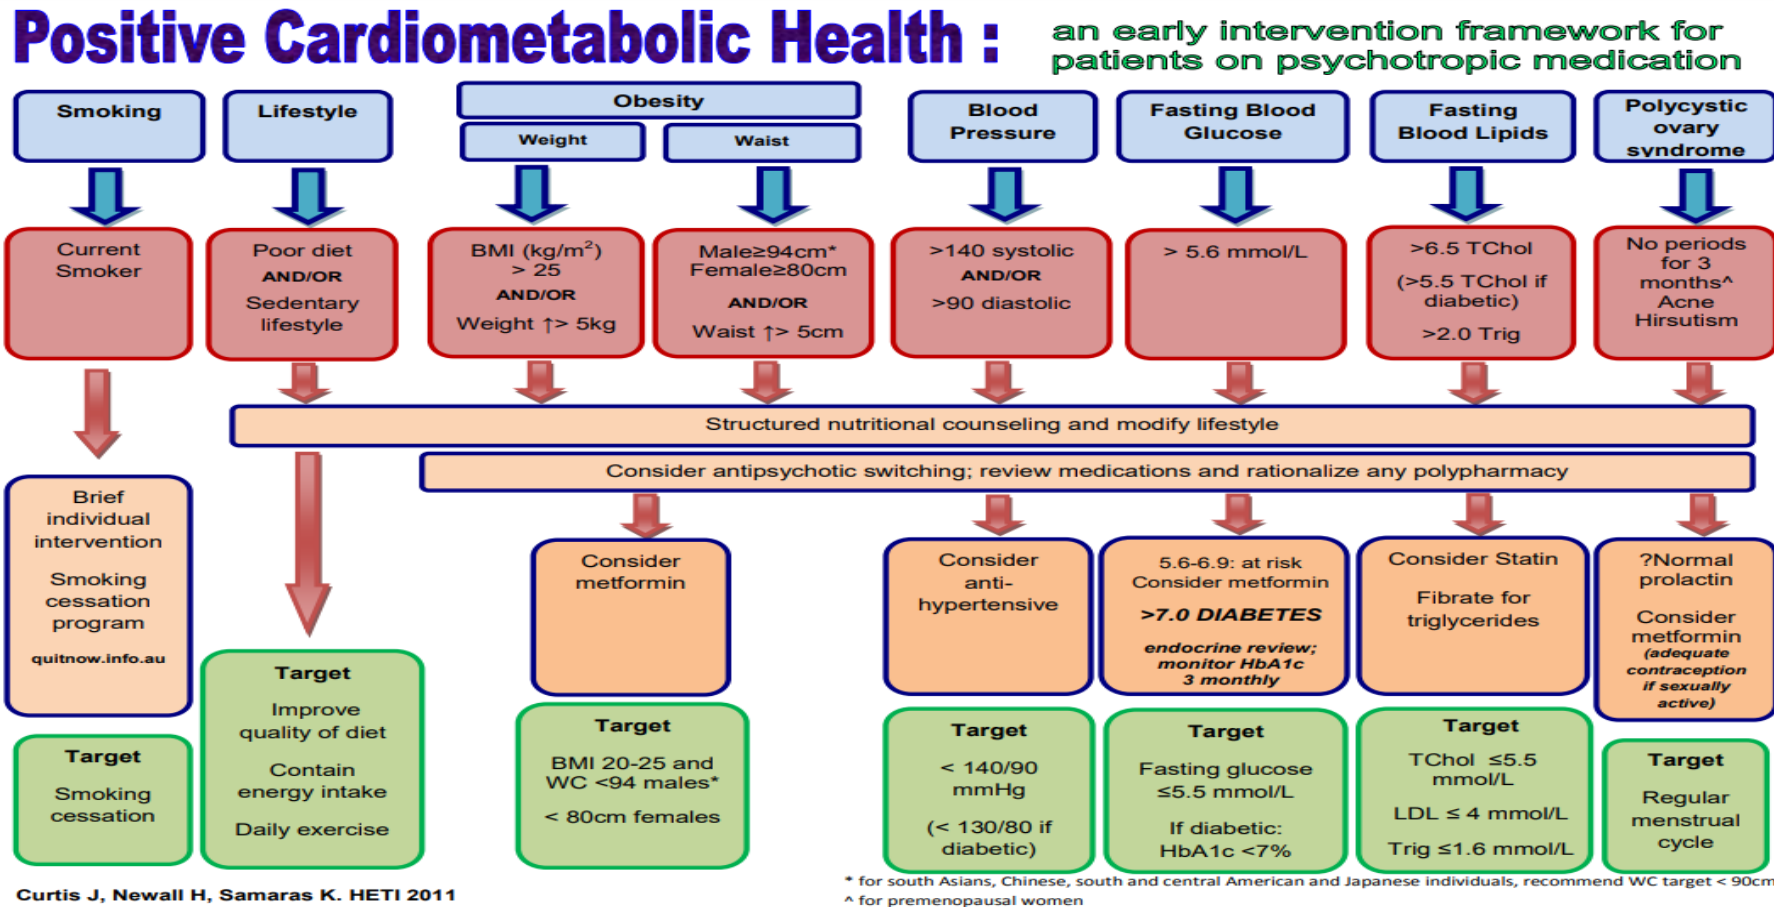 Positive Cardiometabolic Health :
an early intervention framework for
patients on psychotropic medication
Smoking
Lifestyle
Obesity
Weight
Waist
Blood
Pressure
Fasting Blood
Glucose
Fasting
Blood Lipids
Polycystic
ovary
syndrome
Current
Smoker
Poor diet
AND/OR
Sedentary
lifestyle
BMI (kg/m²)
> 25
AND/OR
Weight ↑> 5kg
Male≥94cm*
Female≥80cm
AND/OR
Waist ↑> 5cm
>140 systolic
AND/OR
>90 diastolic
> 5.6 mmol/L
>6.5 TChol
(>5.5 TChol if
diabetic)
>2.0 Trig
No periods
for 3
months^
Acne
Hirsutism
Structured nutritional counseling and modify lifestyle
Consider antipsychotic switching; review medications and rationalize any polypharmacy
Brief
individual
intervention
Smoking
cessation
program
quitnow.info.au
Consider
metformin
Consider
anti-
hypertensive
5.6-6.9: at risk
Consider metformin
>7.0 DIABETES
endocrine review;
monitor HbA1c
3 monthly
Consider Statin
Fibrate for
triglycerides
?Normal
prolactin
Consider
metformin
(adequate
contraception
if sexually
active)
Target
Smoking
cessation
Target
Improve
quality of diet
Contain
energy intake
Daily exercise
Target
BMI 20-25 and
WC <94 males*
< 80cm females
Target
< 140/90
mmHg
(< 130/80 if
diabetic)
Target
Fasting glucose
≤5.5 mmol/L
If diabetic:
HbA1c <7%
Target
TChol ≤5.5
mmol/L
LDL ≤ 4 mmol/L
Trig ≤1.6 mmol/L
Target
Regular
menstrual
cycle
Curtis J, Newall H, Samaras K. HETI 2011
* for south Asians, Chinese, south and central American and Japanese individuals, recommend WC target < 90cm
^ for premenopausal women